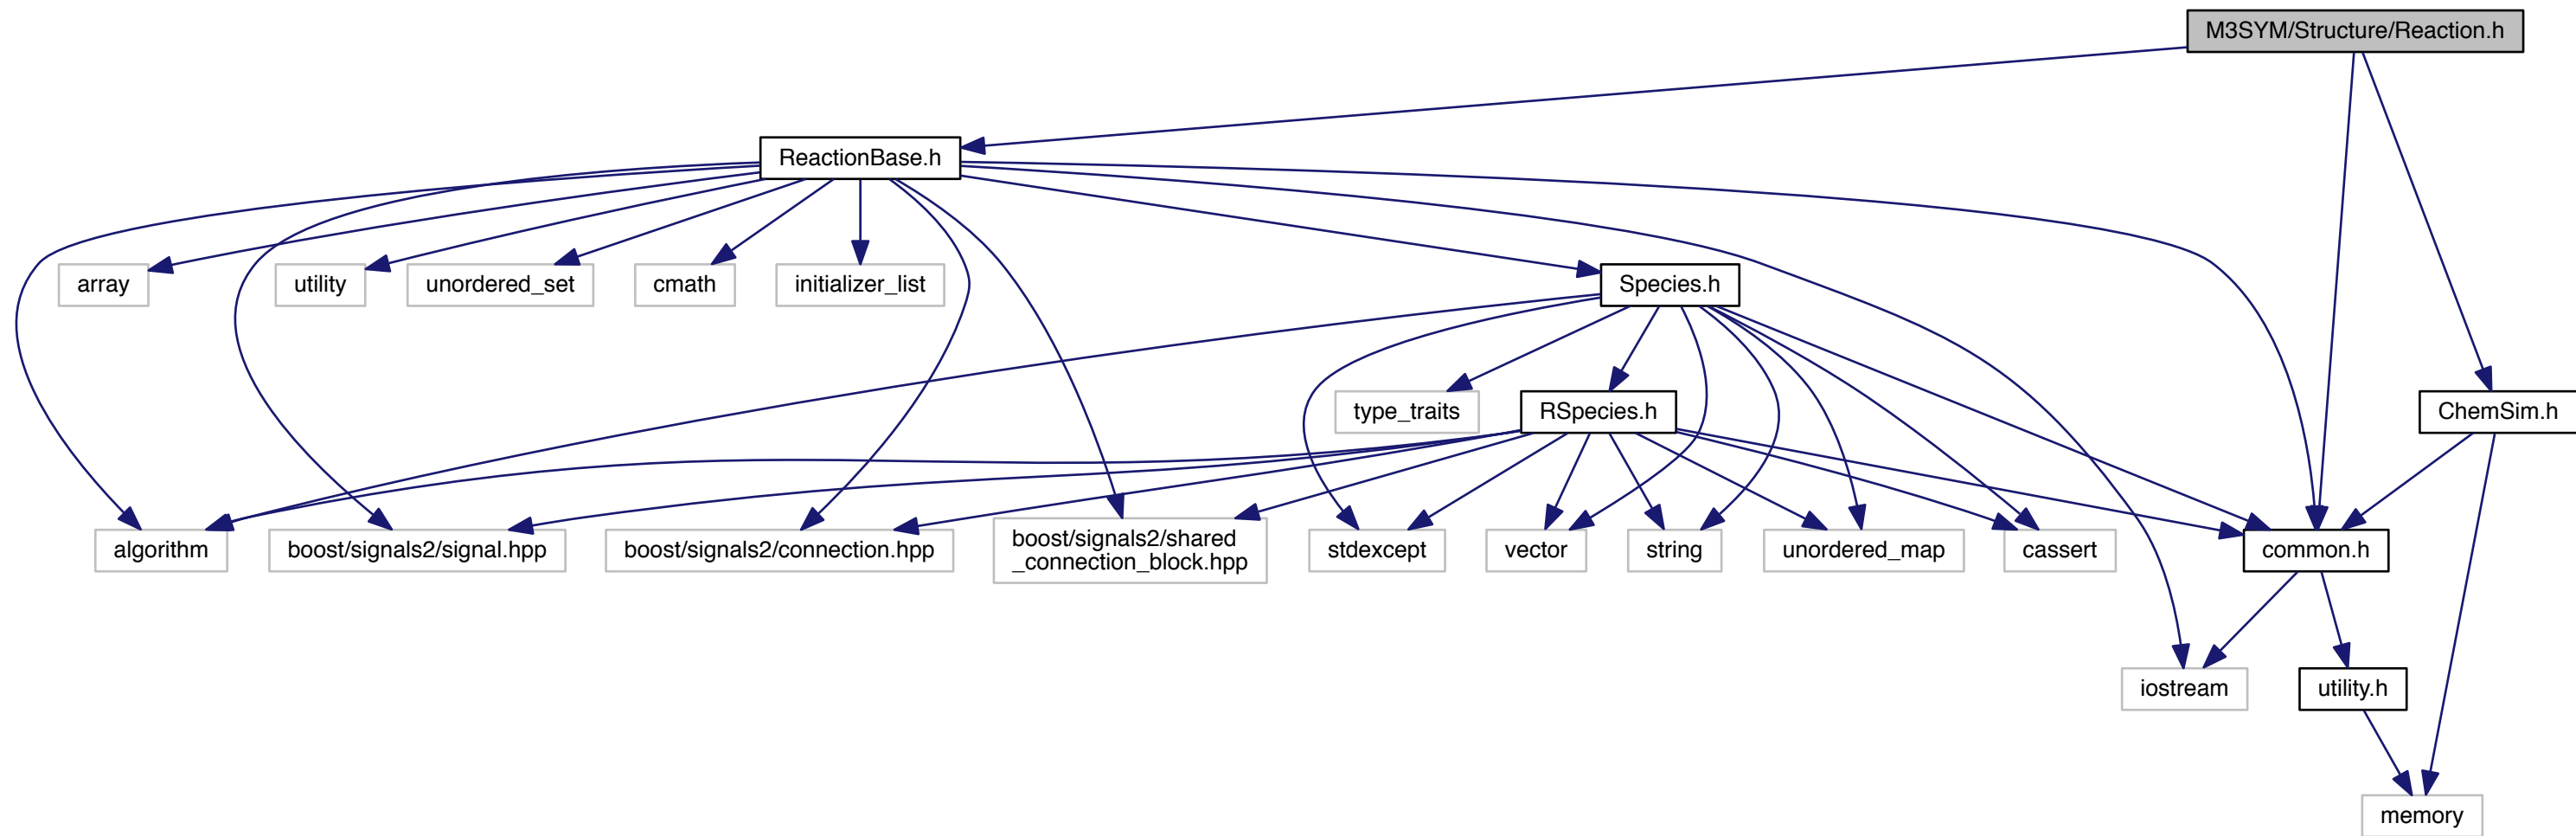 M3SYM/Structure/Reaction.h
ReactionBase.h
array
utility
unordered_set
cmath
initializer_list
Species.h
type_traits
RSpecies.h
ChemSim.h
algorithm
boost/signals2/signal.hpp
boost/signals2/connection.hpp
boost/signals2/shared
_connection_block.hpp
stdexcept
vector
string
unordered_map
cassert
common.h
iostream
utility.h
memory